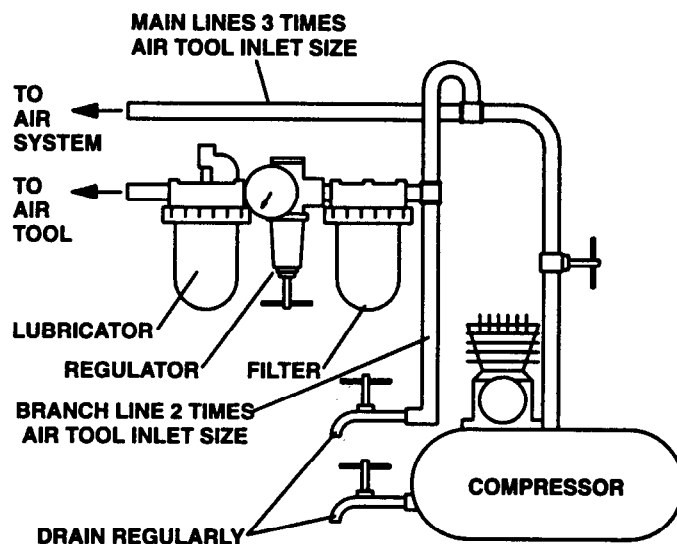 MAIN LINES 3 TIMES
AIR TOOL INLET SIZE
TO
AIR
SYSTEM
TO
AIR
TOOL
LUBRICATOR
REGULATOR
FILTER
BRANCH LINE 2 TIMES
AIR TOOL INLET SIZE
COMPRESSOR
DRAIN REGULARLY